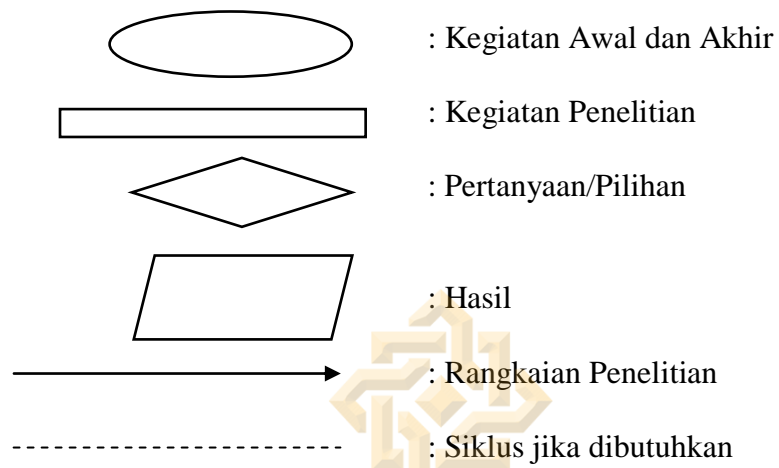 : Kegiatan Awal dan Akhir
: Kegiatan Penelitian
: Pertanyaan/Pilihan
: Hasil
: Rangkaian Penelitian
: Siklus jika dibutuhkan